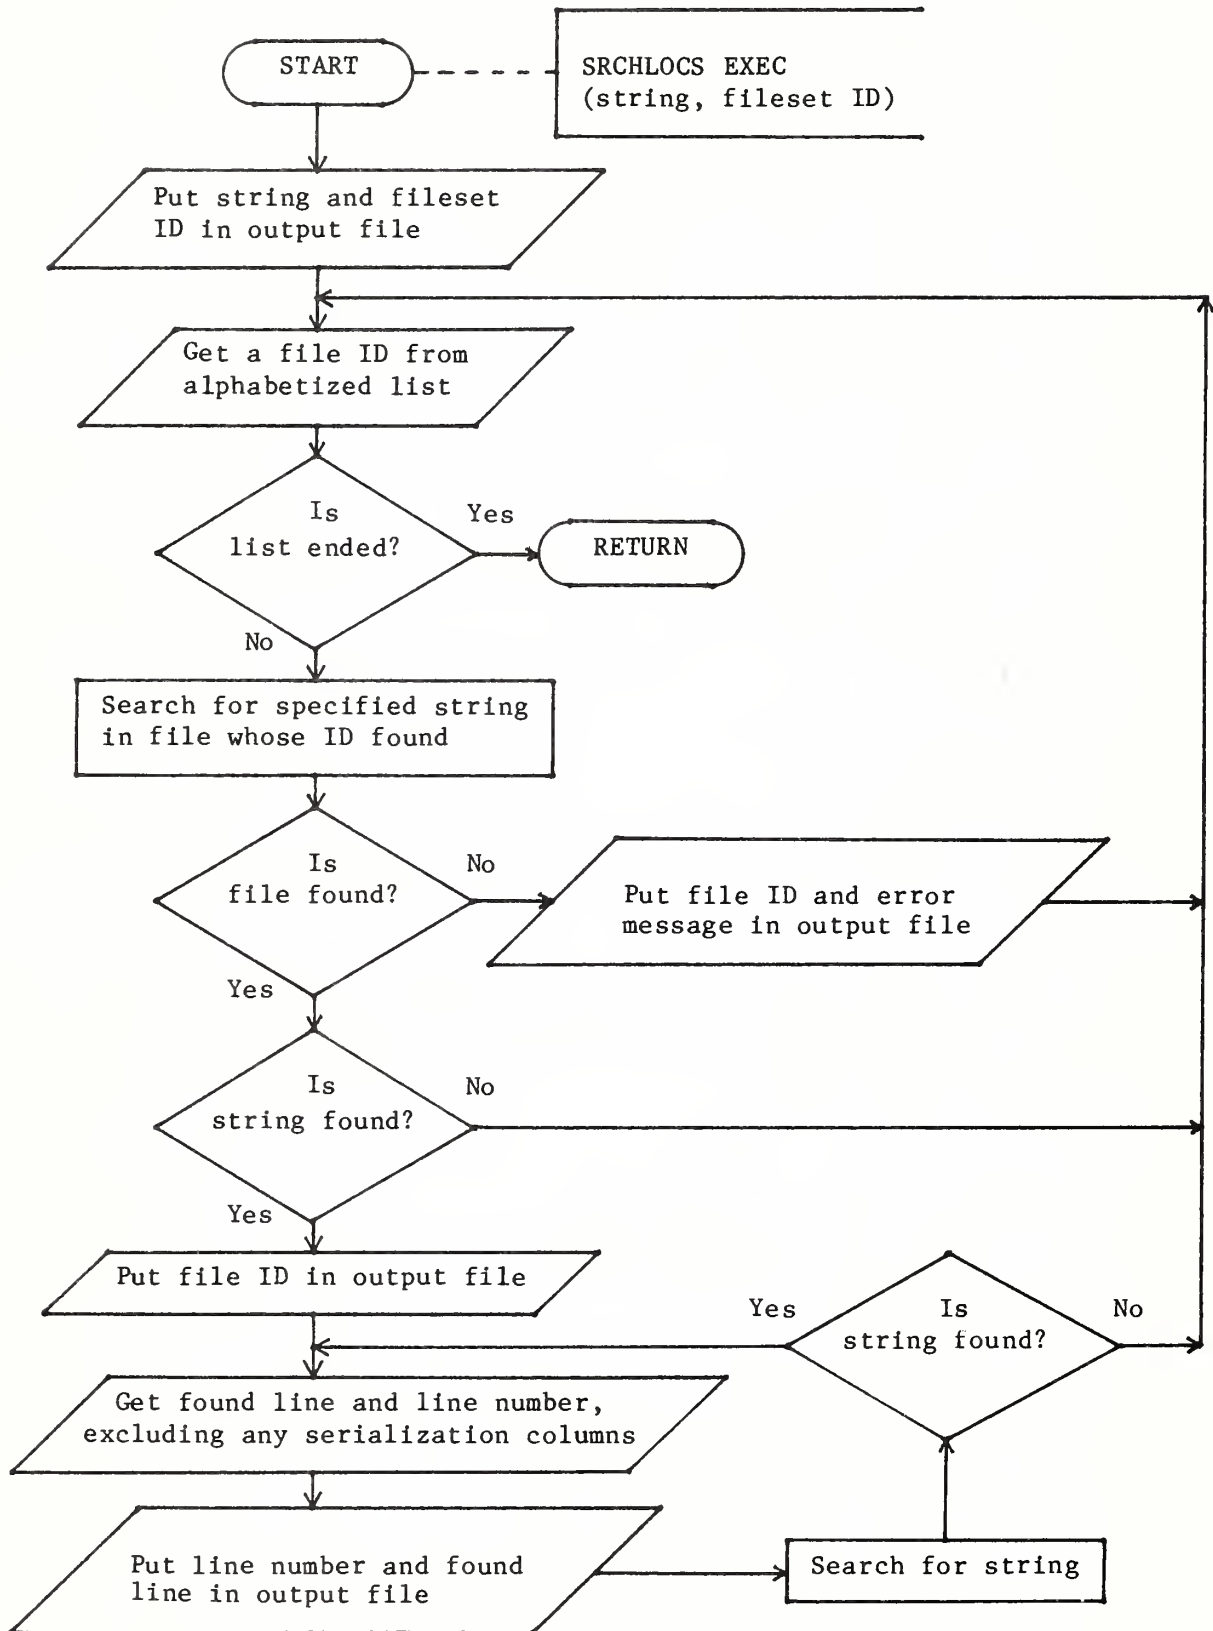 START
SRCHLOCS EXEC
(string, fileset ID)
Put string and fileset
ID in output file
Get a file ID from
alphabetized list
Is
list ended?
Yes
RETURN
No
Search for specified string
in file whose ID found
Is
file found?
No
Put file ID and error
message in output file
Yes
Is
string found?
No
Yes
Put file ID in output file
Yes
Is
string found?
No
Get found line and line number,
excluding any serialization columns
Put line number and found
line in output file
Search for string